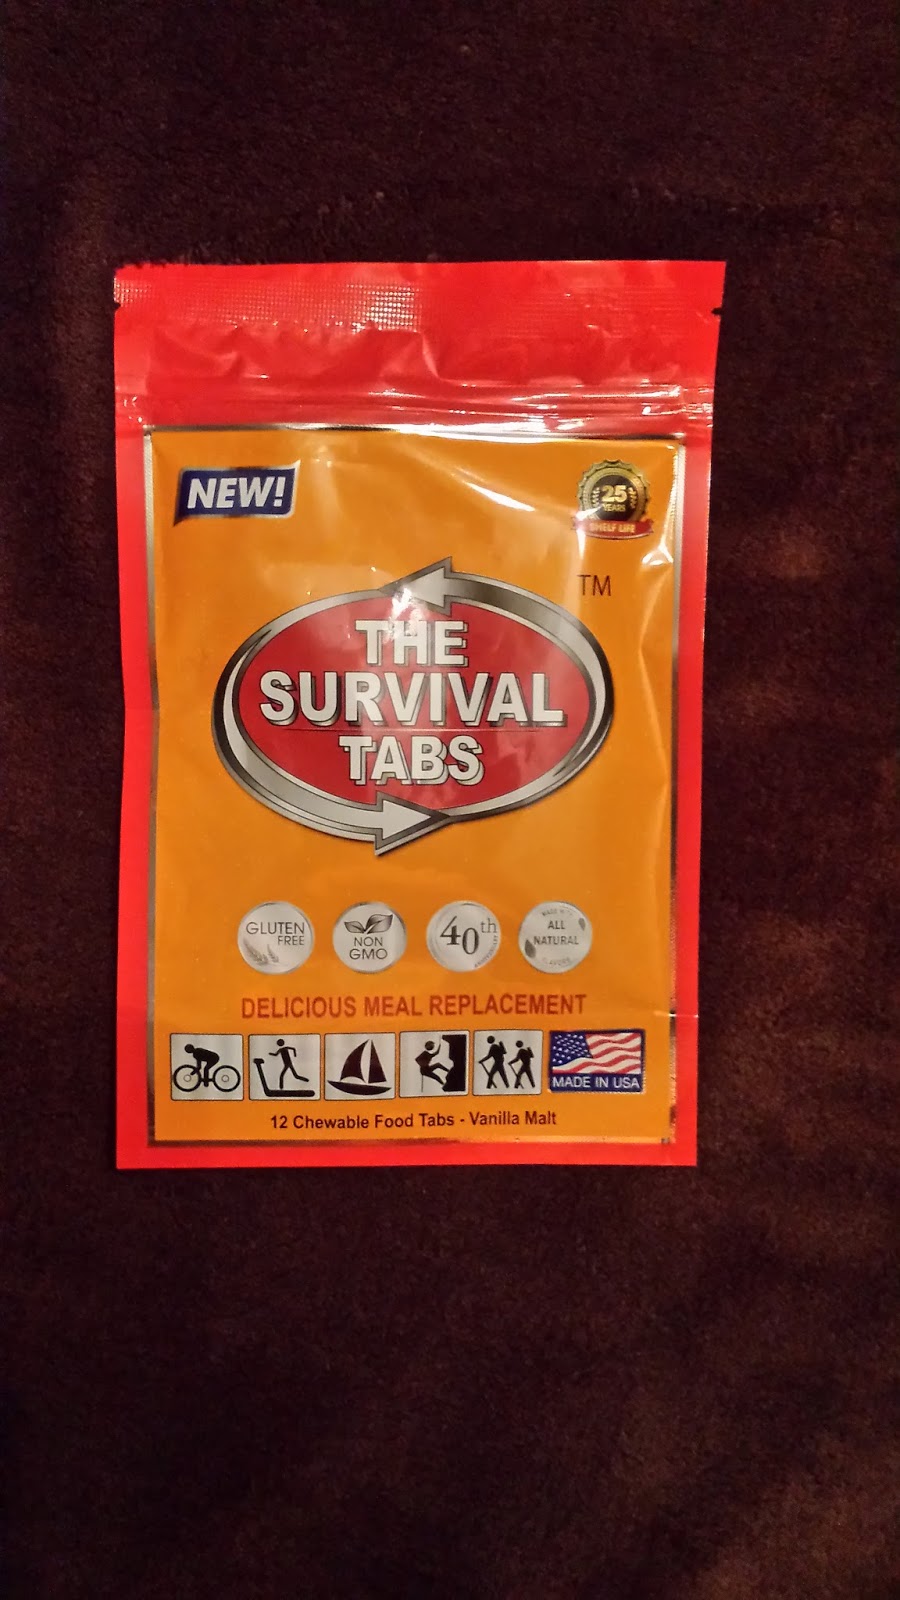 NEW!
25
YEARS
SHELF LIFE
TM
THE
SURVIVAL
TABS
GLUTEN
FREE
NON
GMO
40th
ALL
NATURAL
DELICIOUS MEAL REPLACEMENT
MADE IN USA
12 Chewable Food Tabs - Vanilla Malt